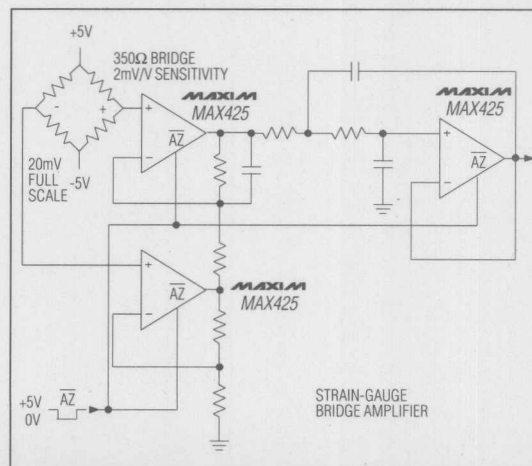 +5V
350Ω BRIDGE
2mV/V SENSITIVITY
MAXIM
MAX425
MAXIM
MAX425
-
+
+
-
AZ
+
-
AZ
20mV
FULL
SCALE
-5V
+
-
AZ
MAXIM
MAX425
+5V
0V
AZ
STRAIN-GAUGE
BRIDGE AMPLIFIER